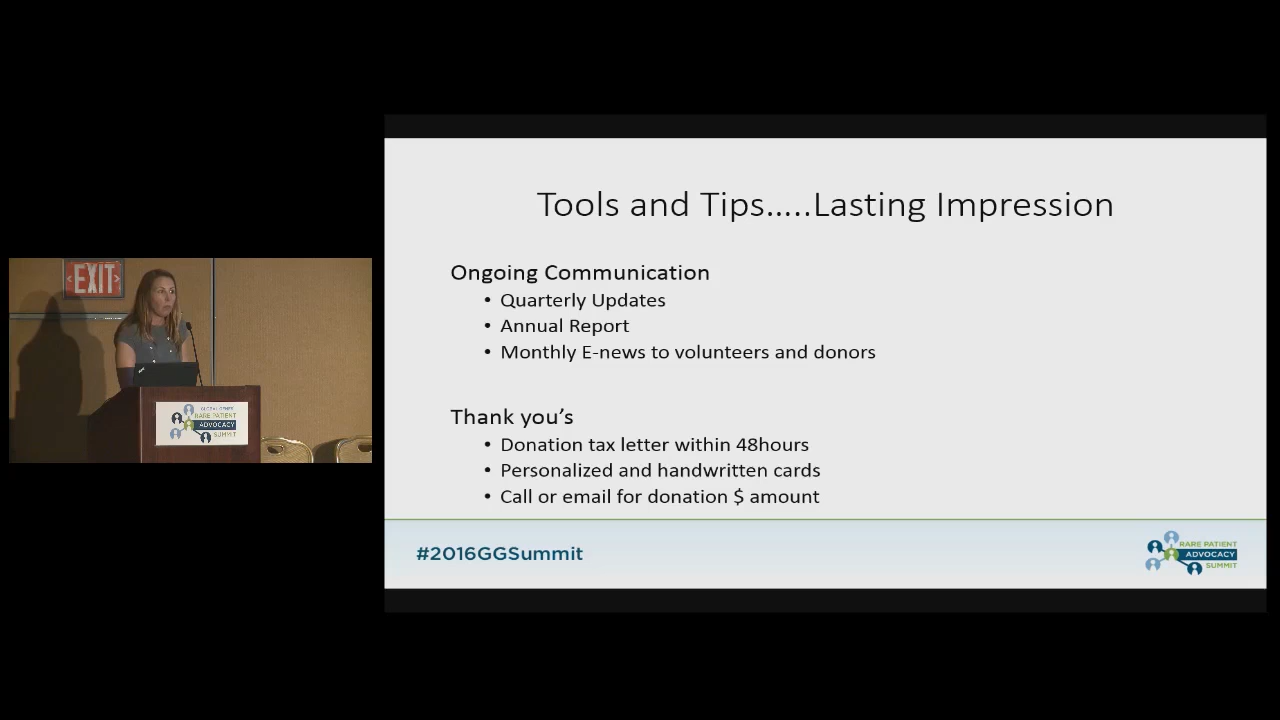 Tools and Tips.....Lasting Impression
Ongoing Communication
• Quarterly Updates
• Annual Report
• Monthly E-news to volunteers and donors
Thank you’s
• Donation tax letter within 48hours
• Personalized and handwritten cards
• Call or email for donation $ amount
#2016GGSummit
RARE PATIENT
ADVOCACY
SUMMIT
EXIT
GLOBAL GENES
RARE PATIENT
ADVOCACY
SUMMIT